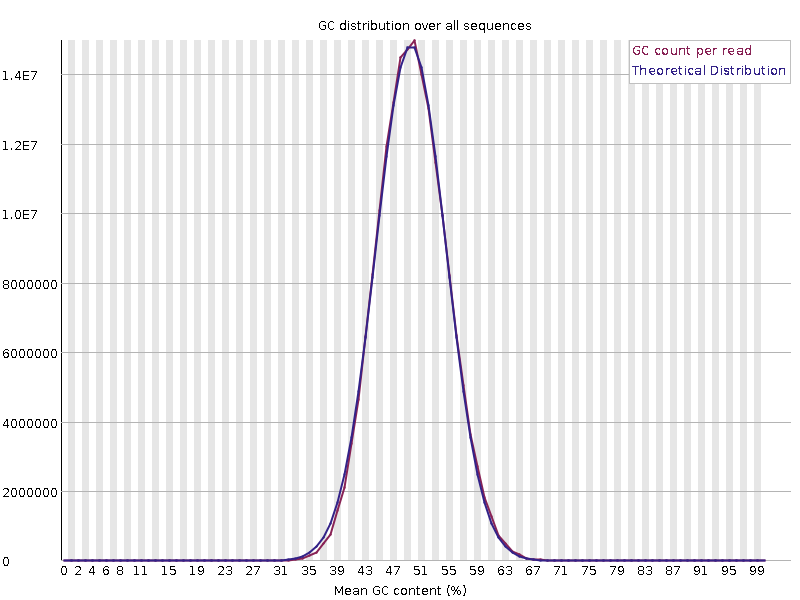 GC distribution over all sequences
GC count per read
Theoretical Distribution
1.4E7
1.2E7
1.0E7
8000000
6000000
4000000
2000000
0
0 2 4 6 8 11 15 19 23 27 31 35 39 43 47 51 55 59 63 67 71 75 79 83 87 91 95 99
Mean GC content (%)